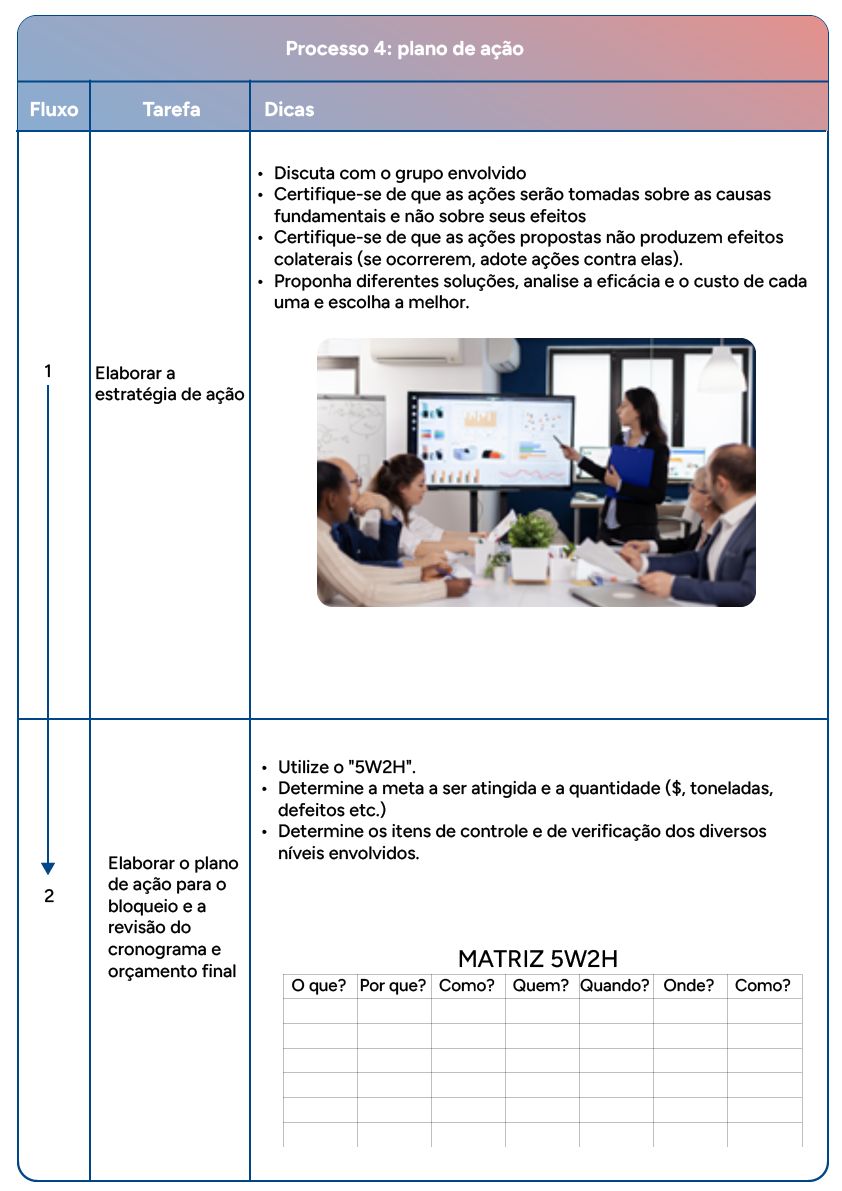 Processo 4: plano de ação
Fluxo
Tarefa
Dicas
1
Elaborar a
estratégia de ação
• Discuta com o grupo envolvido
• Certifique-se de que as ações serão tomadas sobre as causas
fundamentais e não sobre seus efeitos
• Certifique-se de que as ações propostas não produzem efeitos
colaterais (se ocorrerem, adote ações contra elas).
• Proponha diferentes soluções, analise a eficácia e o custo de cada
uma e escolha a melhor.
2
Elaborar o plano
de ação para o
bloqueio e a
revisão do
cronograma e
orçamento final
• Utilize o "5W2H".
• Determine a meta a ser atingida e a quantidade ($, toneladas,
defeitos etc.)
• Determine os itens de controle e de verificação dos diversos
níveis envolvidos.
MATRIZ 5W2H
O que? Por que? Como? Quem? Quando? Onde? Como?